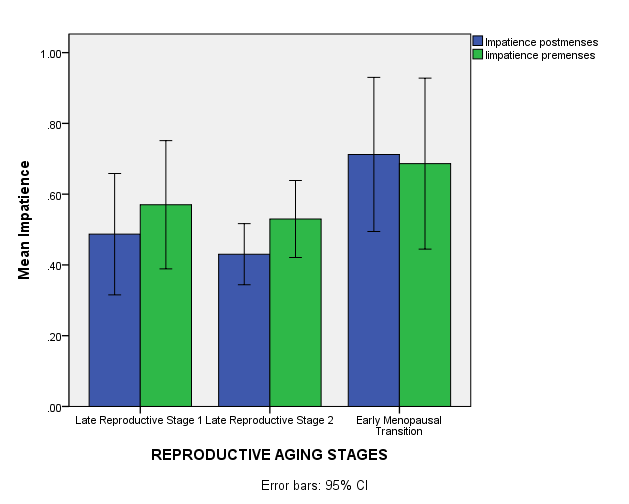 Impatience postmenses
Iimpatience premenses
1.00
.80
.60
.40
.20
.00
Mean Impatience
Late Reproductive Stage 1
Late Reproductive Stage 2
Early Menopausal
Transition
REPRODUCTIVE AGING STAGES
Error bars: 95% CI